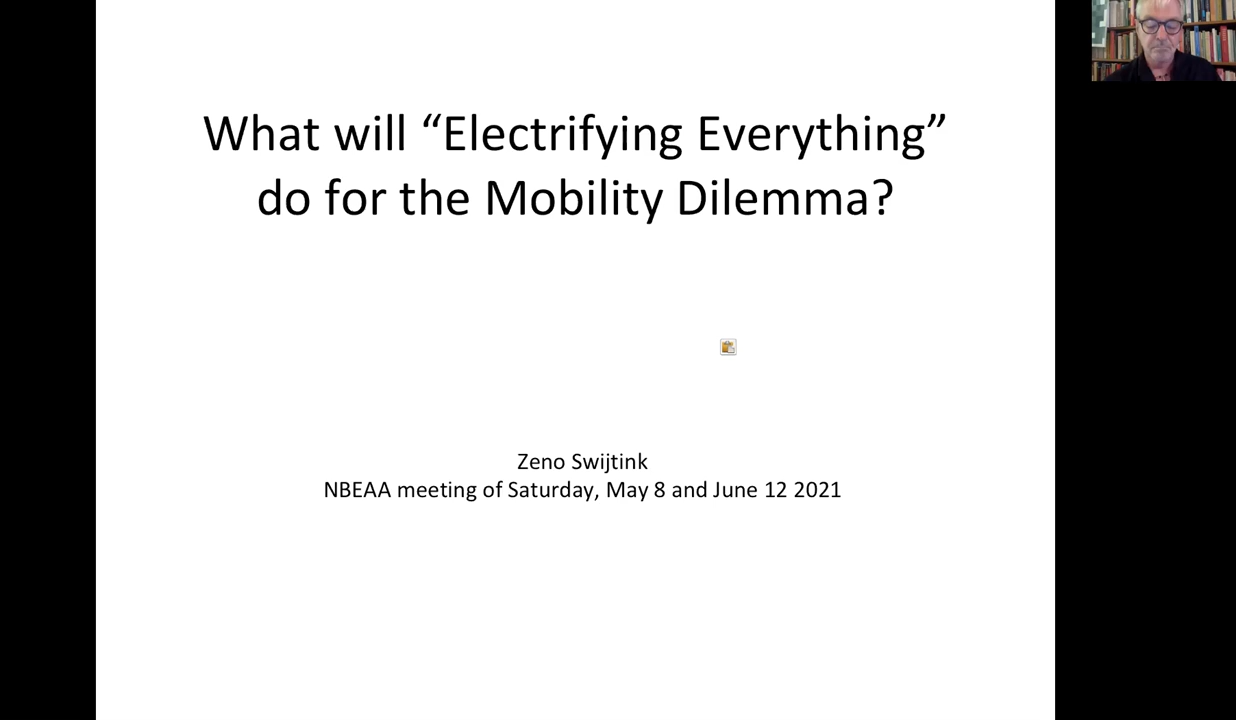 What will “Electrifying Everything”
do for the Mobility Dilemma?
Zeno Swijtink
NBEAA meeting of Saturday, May 8 and June 12 2021